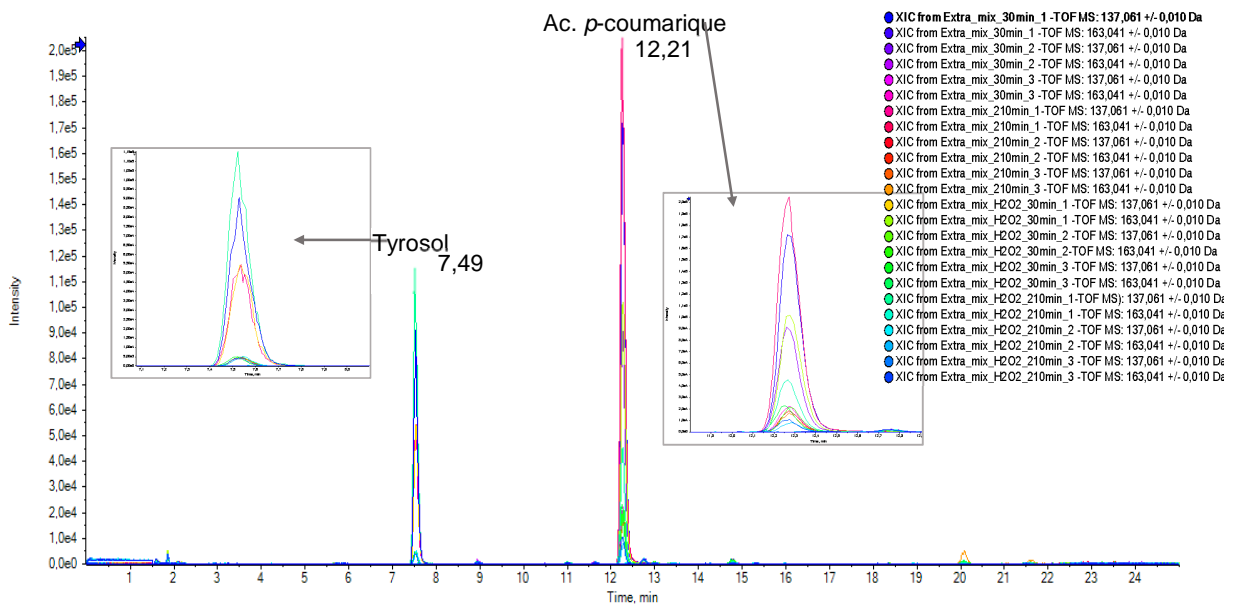 Ac. p-coumarique
12,21
Tyrosol
7,49
XIC from Extra_mix_30min_1 -TOF MS: 137,061 +/- 0,010 Da
XIC from Extra_mix_30min_1 -TOF MS: 163,041 +/- 0,010 Da
XIC from Extra_mix_30min_2 -TOF MS: 137,061 +/- 0,010 Da
XIC from Extra_mix_30min_2 -TOF MS: 163,041 +/- 0,010 Da
XIC from Extra_mix_30min_3 -TOF MS: 137,061 +/- 0,010 Da
XIC from Extra_mix_30min_3 -TOF MS: 163,041 +/- 0,010 Da
XIC from Extra_mix_210min_1 -TOF MS: 137,061 +/- 0,010 Da
XIC from Extra_mix_210min_1 -TOF MS: 163,041 +/- 0,010 Da
XIC from Extra_mix_210min_2 -TOF MS: 137,061 +/- 0,010 Da
XIC from Extra_mix_210min_2 -TOF MS: 163,041 +/- 0,010 Da
XIC from Extra_mix_210min_3 -TOF MS: 137,061 +/- 0,010 Da
XIC from Extra_mix_210min_3 -TOF MS: 163,041 +/- 0,010 Da
XIC from Extra_mix_H2O2_30min_1 -TOF MS: 137,061 +/- 0,010 Da
XIC from Extra_mix_H2O2_30min_1 -TOF MS: 163,041 +/- 0,010 Da
XIC from Extra_mix_H2O2_30min_2 -TOF MS: 137,061 +/- 0,010 Da
XIC from Extra_mix_H2O2_30min_2 -TOF MS: 163,041 +/- 0,010 Da
XIC from Extra_mix_H2O2_30min_3 -TOF MS: 137,061 +/- 0,010 Da
XIC from Extra_mix_H2O2_30min_3 -TOF MS: 163,041 +/- 0,010 Da
XIC from Extra_mix_H2O2_210min_1 -TOF MS): 137,061 +/- 0,010 Da
XIC from Extra_mix_H2O2_210min_1 -TOF MS: 163,041 +/- 0,010 Da
XIC from Extra_mix_H2O2_210min_2 -TOF MS: 137,061 +/- 0,010 Da
XIC from Extra_mix_H2O2_210min_2 -TOF MS: 163,041 +/- 0,010 Da
XIC from Extra_mix_H2O2_210min_3 -TOF MS: 137,061 +/- 0,010 Da
XIC from Extra_mix_H2O2_210min_3 -TOF MS: 163,041 +/- 0,010 Da
Intensity
2,0e5
1,9e5
1,8e5
1,7e5
1,6e5
1,5e5
1,4e5
1,3e5
1,2e5
1,1e5
1,0e5
9,0e4
8,0e4
7,0e4
6,0e4
5,0e4
4,0e4
3,0e4
2,0e4
1,0e4
0,0e0
1 2 3 4 5 6 7 8 9 10 11 12 13 14 15 16 17 18 19 20 21 22 23 24
Time, min